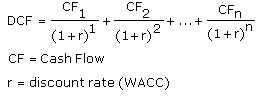 DCF = CF1/(1+r)^1 + CF2/(1+r)^2 + ... + CFn/(1+r)^n
CF = Cash Flow
r = discount rate (WACC)